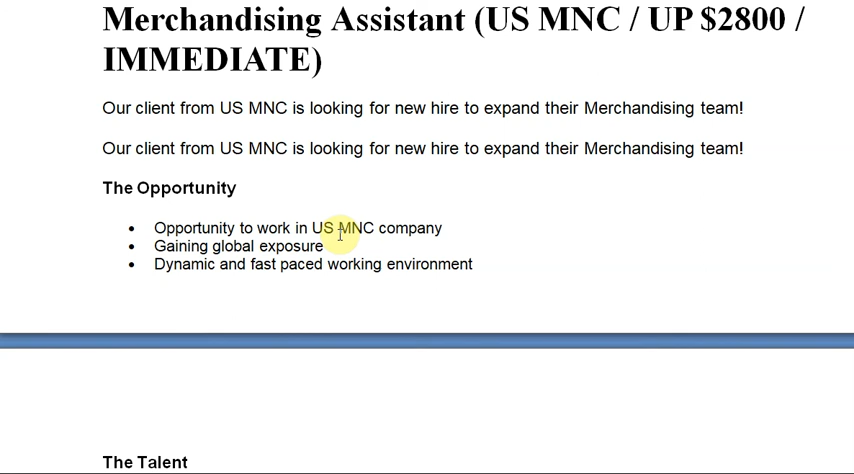 Merchandising Assistant (US MNC / UP $2800 /
IMMEDIATE)
Our client from US MNC is looking for new hire to expand their Merchandising team!
Our client from US MNC is looking for new hire to expand their Merchandising team!
The Opportunity
• Opportunity to work in US MNC company
• Gaining global exposure
• Dynamic and fast paced working environment
The Talent